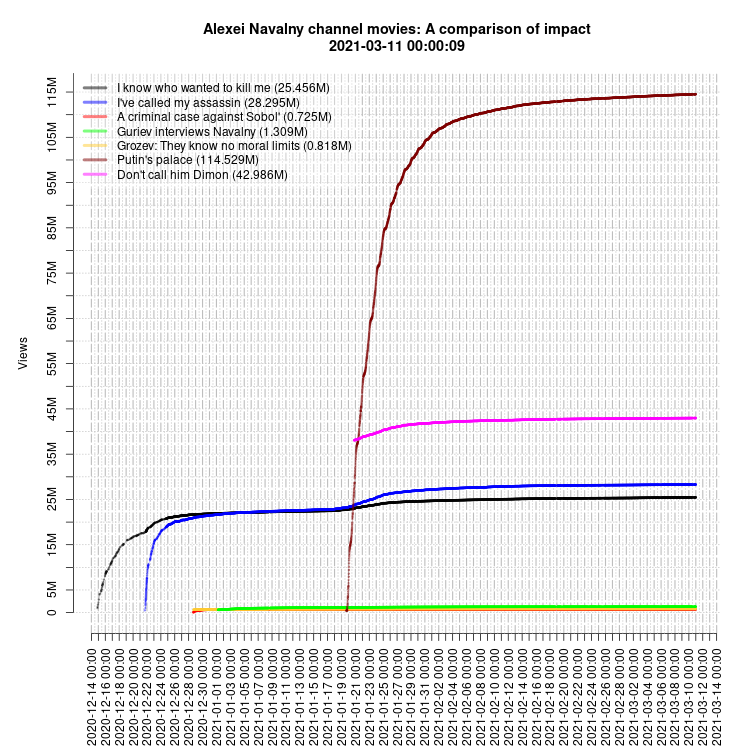 Alexei Navalny channel movies: A comparison of impact
2021-03-11 00:00:09
I know who wanted to kill me (25.456M)
I've called my assassin (28.295M)
A criminal case against Sobol' (0.725M)
Guriev interviews Navalny (1.309M)
Grozev: They know no moral limits (0.818M)
Putin's palace (114.529M)
Don't call him Dimon (42.986M)
Views
115M
105M
95M
85M
75M
65M
55M
45M
35M
25M
15M
5M
0
2020-12-14 00:00
2020-12-16 00:00
2020-12-18 00:00
2020-12-20 00:00
2020-12-22 00:00
2020-12-24 00:00
2020-12-26 00:00
2020-12-28 00:00
2020-12-30 00:00
2021-01-01 00:00
2021-01-03 00:00
2021-01-05 00:00
2021-01-07 00:00
2021-01-09 00:00
2021-01-11 00:00
2021-01-13 00:00
2021-01-15 00:00
2021-01-17 00:00
2021-01-19 00:00
2021-01-21 00:00
2021-01-23 00:00
2021-01-25 00:00
2021-01-27 00:00
2021-01-29 00:00
2021-01-31 00:00
2021-02-02 00:00
2021-02-04 00:00
2021-02-06 00:00
2021-02-08 00:00
2021-02-10 00:00
2021-02-12 00:00
2021-02-14 00:00
2021-02-16 00:00
2021-02-18 00:00
2021-02-20 00:00
2021-02-22 00:00
2021-02-24 00:00
2021-02-26 00:00
2021-02-28 00:00
2021-03-02 00:00
2021-03-04 00:00
2021-03-06 00:00
2021-03-08 00:00
2021-03-10 00:00
2021-03-12 00:00
2021-03-14 00:00